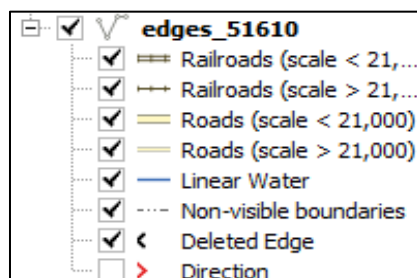 edges_51610
Railroads (scale < 21,...
Railroads (scale > 21,...
Roads (scale < 21,000)
Roads (scale > 21,000)
Linear Water
Non-visible boundaries
Deleted Edge
Direction